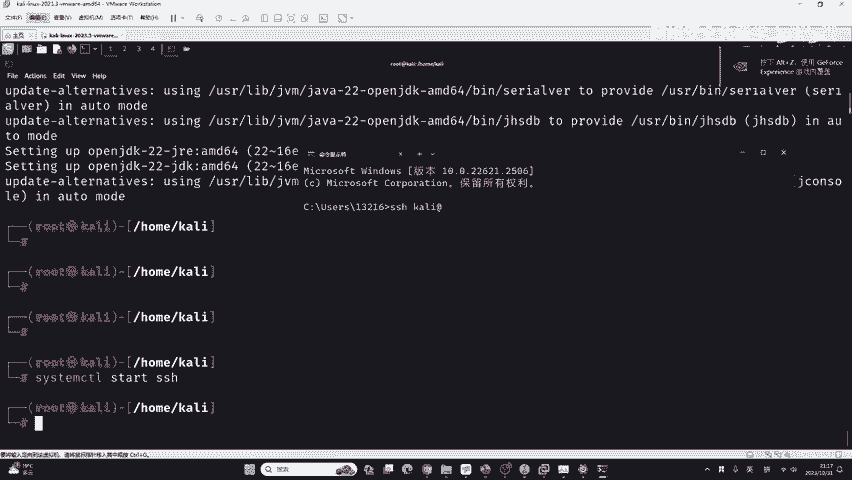 kali-linux-2023.3-vmware-amd64 - VMware Workstation
文件(F) 编辑(E) 查看(V) 虚拟机(M) 选项卡(T) 帮助(H)
主页
kali-linux-2023.3-vmware...
1 2 3 4
root@kali: /home/kali
按下 Alt+Z，使用 GeForce
Experience 游戏内覆盖
File Actions Edit View Help
update-alternatives: using /usr/lib/jvm/java-22-openjdk-amd64/bin/serialver to provide /usr/bin/serialver (seri
alver) in auto mode
update-alternatives: using /usr/lib/jvm/java-22-openjdk-amd64/bin/jhsdb to provide /usr/bin/jhsdb (jhsdb) in au
to mode
Setting up openjdk-22-jre:amd64 (22~16e
Setting up openjdk-22-jdk:amd64 (22~16e
update-alternatives: using /usr/lib/jvm
jconso
le) in auto mode
命令提示符
Microsoft Windows [版本 10.0.22621.2506]
(c) Microsoft Corporation。保留所有权利。
C:\Users\13216>ssh kali@
(root㉿kali)-[/home/kali]
#
(root㉿kali)-[/home/kali]
#
(root㉿kali)-[/home/kali]
#
(root㉿kali)-[/home/kali]
# systemctl start ssh
(root㉿kali)-[/home/kali]
#
要将输入定向到该虚拟机，请将鼠标指针移入其中或按 Ctrl+G。
多云
搜索
21:17
2023/10/31